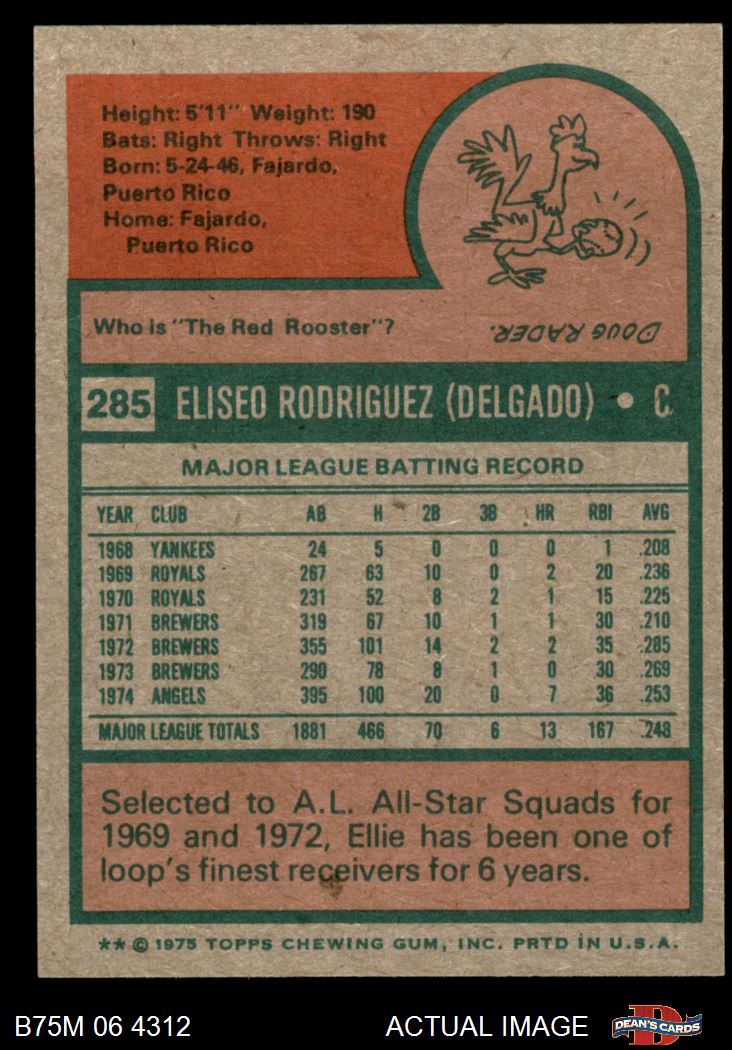 Height: 5'11" Weight: 190
Bats: Right Throws: Right
Born: 5-24-46, Fajardo,
Puerto Rico
Home: Fajardo,
Puerto Rico
Who is "The Red Rooster"?
DOUG RADER.
285 ELISEO RODRIGUEZ (DELGADO) • C
MAJOR LEAGUE BATTING RECORD
YEAR CLUB AB H 2B 3B HR RBI AVG
1968 YANKEES 24 5 0 0 0 1 .208
1969 ROYALS 267 63 10 0 2 20 .236
1970 ROYALS 231 52 8 2 1 15 .225
1971 BREWERS 319 67 10 1 1 30 .210
1972 BREWERS 355 101 14 2 2 35 .285
1973 BREWERS 290 78 8 1 0 30 .269
1974 ANGELS 395 100 20 0 7 36 .253
MAJOR LEAGUE TOTALS 1881 466 70 6 13 167 .248
Selected to A.L. All-Star Squads for
1969 and 1972, Ellie has been one of
loop's finest receivers for 6 years.
** © 1975 TOPPS CHEWING GUM, INC. PRTD IN U.S.A.
B75M 06 4312 ACTUAL IMAGE D DEAN'S CARDS